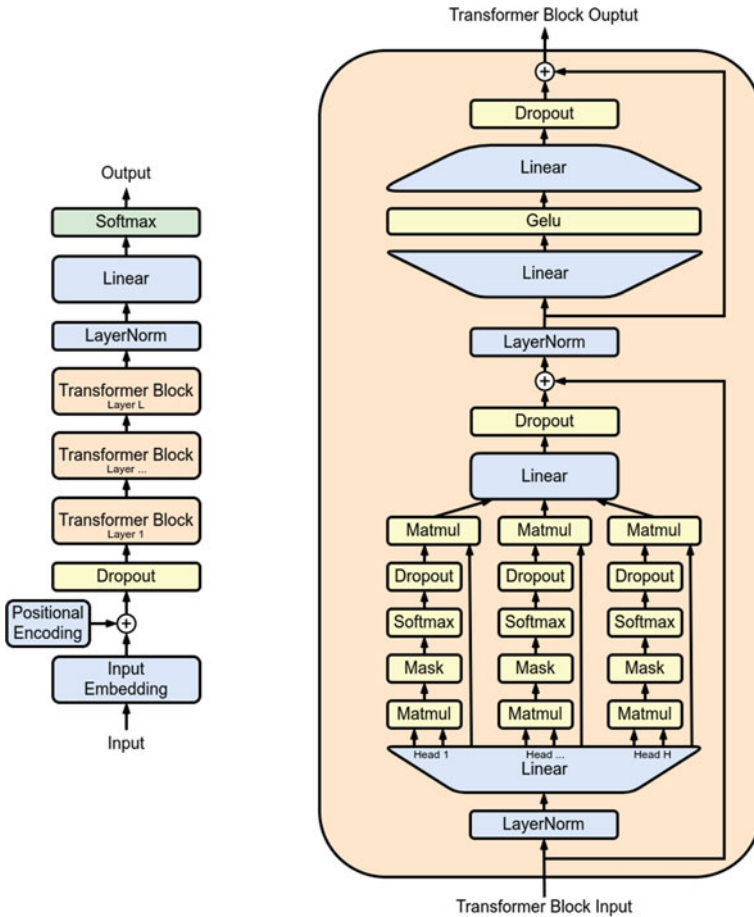 Output
Softmax
Linear
LayerNorm
Transformer Block
Layer L
Transformer Block
Layer ...
Transformer Block
Layer 1
Dropout
Positional
Encoding
+
Input
Embedding
Input
Transformer Block Ouptut
+
Dropout
Linear
Gelu
Linear
LayerNorm
+
Dropout
Linear
Matmul Matmul Matmul
Dropout Dropout Dropout
Softmax Softmax Softmax
Mask Mask Mask
Matmul Matmul Matmul
Head 1 Head ... Head H
Linear
LayerNorm
Transformer Block Input